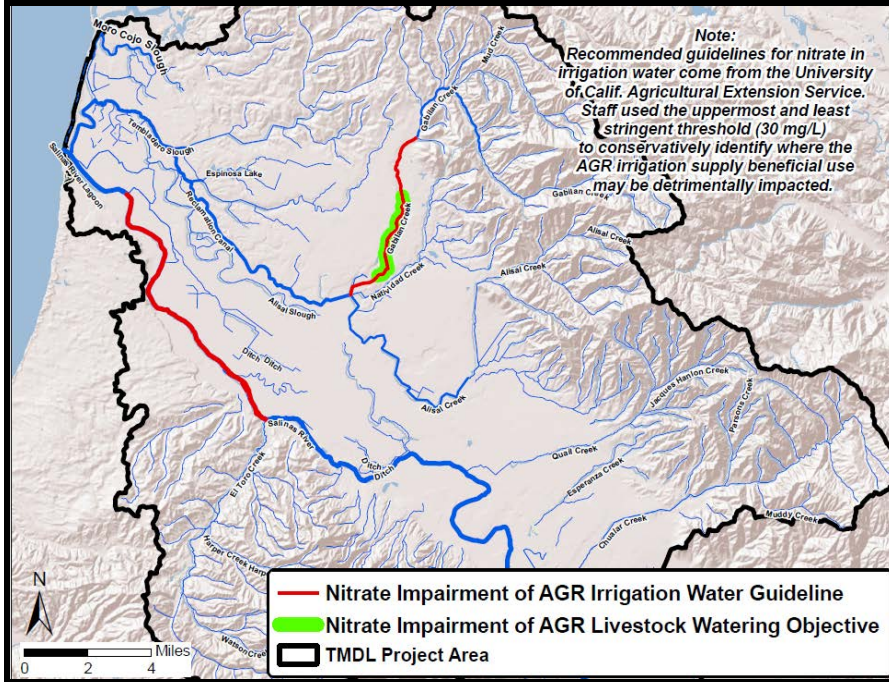 Moro Cojo Slough
Note:
Recommended guidelines for nitrate in
irrigation water come from the University
of Calif. Agricultural Extension Service.
Staff used the uppermost and least
stringent threshold (30 mg/L)
to conservatively identify where the
AGR irrigation supply beneficial use
may be detrimentally impacted.
Mud Creek
Gabilan Creek
Tembladero Slough
Salinas River Lagoon
Espinosa Lake
Reclamation Canal
Gabilan Creek
Gabilan Creek
Alisal Creek
Natividad Creek
Alisal Creek
Alisal Slough
Ditch Ditch
Jacques Hanlon Creek
Parsons Creek
Alisal Creek
Salinas River
Quail Creek
Ditch
Ditch
El Toro Creek
Esperanza Creek
Chualar Creek
Muddy Creek
Harper Creek Harp
Watson Creek
N
0 2 4 Miles
Nitrate Impairment of AGR Irrigation Water Guideline
Nitrate Impairment of AGR Livestock Watering Objective
TMDL Project Area